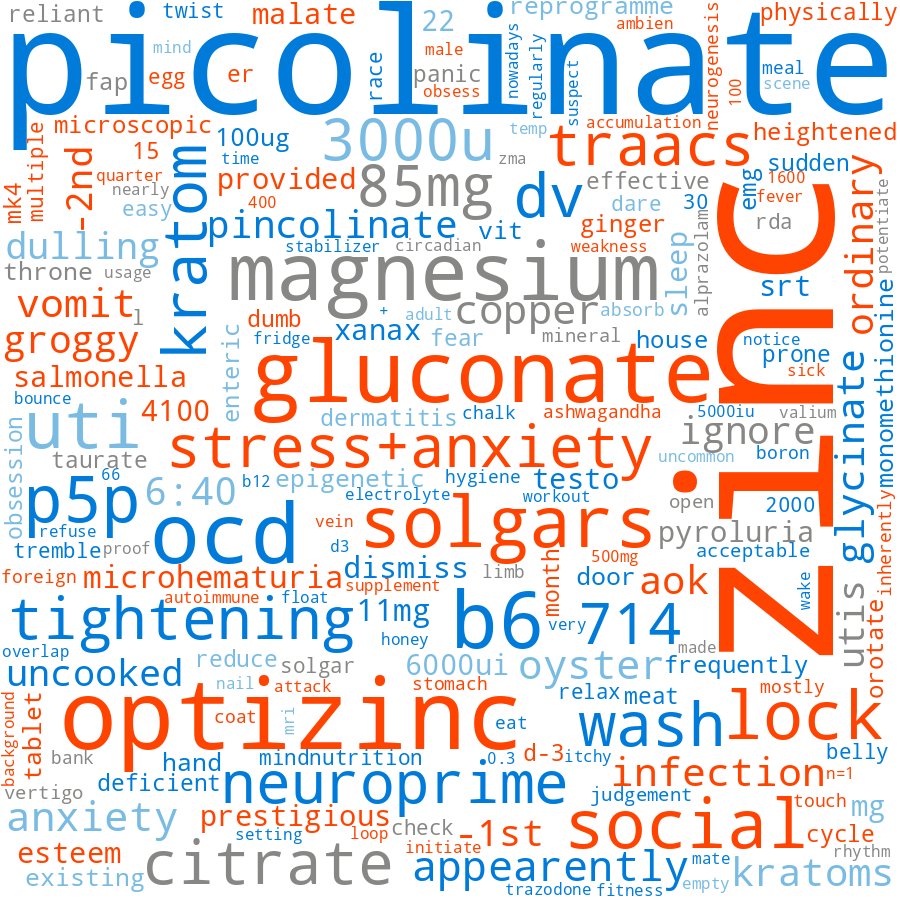 reliant
twist
malate
22
reprogramme
physically
picolinate
mind
fap
egg
er
race
male
panic
obsess
nowadays
regularly
suspect
ambien
neurogenesis
100
meal
scene
microscopic
100ug
3000u
temp
accumulation
traacs
heightened
mk4
multiple
-2nd
15
quarter
nearly
easy
time
kratom
provided
400
85mg
zma
dv
effective
dare
30
emg
sudden
1600
fever
rda
ordinary
potentiate
dulling
pincolinate
stabilizer
circadian
vit
ginger
weakness
sleep
alprazolam
throne
usage
magnesium
srt
vomit
l
groggy
dumb
fridge
xanax
+
adult
fear
copper
mineral
absorb
house
zinc
notice
prone
sick
salmonella
bounce
enteric
gluconate
4100
dermatitis
chalk
ashwagandha
5000iu
valium
glycinate
monomethionine
uti
stress+anxiety
ignore
uncommon
boron
obsession
taurate
66
p5p
6:40
b12
epigenetic
hygiene
electrolyte
workout
testo
open
2000
refuse
ocd
vein
solgars
pyroluria
inherently
tremble
proof
d3
dismiss
limb
500mg
month
door
acceptable
wake
foreign
microhematuria
autoimmune
float
supplement
aok
utis
orotate
tightening
11mg
honey
b6
very
714
made
overlap
uncooked
reduce
solgar
6000ui
oyster
frequently
nail
attack
stomach
relax
meat
mostly
background
tablet
optizinc
coat
mri
eat
wash
lock
bank
hand
mindnutrition
0.3
d-3
itchy
belly
vertigo
deficient
neuroprime
infection
n=1
judgement
touch
mg
anxiety
prestigious
setting
loop
check
initiate
-1st
social
cycle
rhythm
esteem
existing
citrate
appearently
mate
empty
kratoms
trazodone
fitness